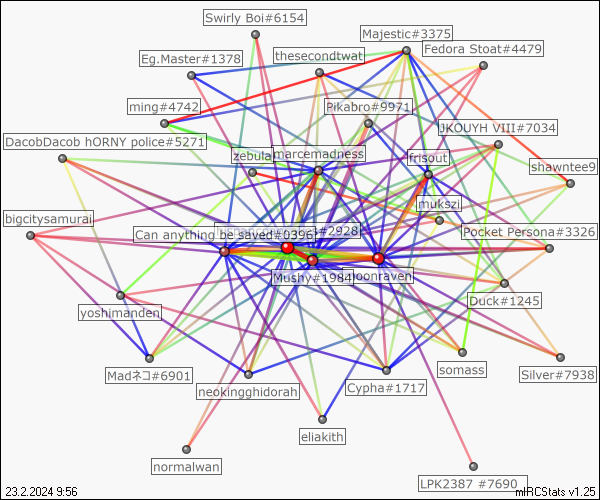 Swirly Boi#6154
Majestic#3375
Fedora Stoat#4479
Eg.Master#1378
thesecondtwat
ming#4742
Pikabro#9971
JKOUYH VIII#7034
DacobDacob hORNY police#5271
zebula
marcemadness
frisout
shawntee9
mukszi
bigcitysamurai
Can anything be saved#0396
#2928
Pocket Persona#3326
Mushy#1984
moonraven
Duck#1245
yoshimanden
Madネコ#6901
neokingghidorah
Cypha#1717
somass
Silver#7938
eliakith
normalwan
LPK2387 #7690
23.2.2024 9:56
mIRCStats v1.25